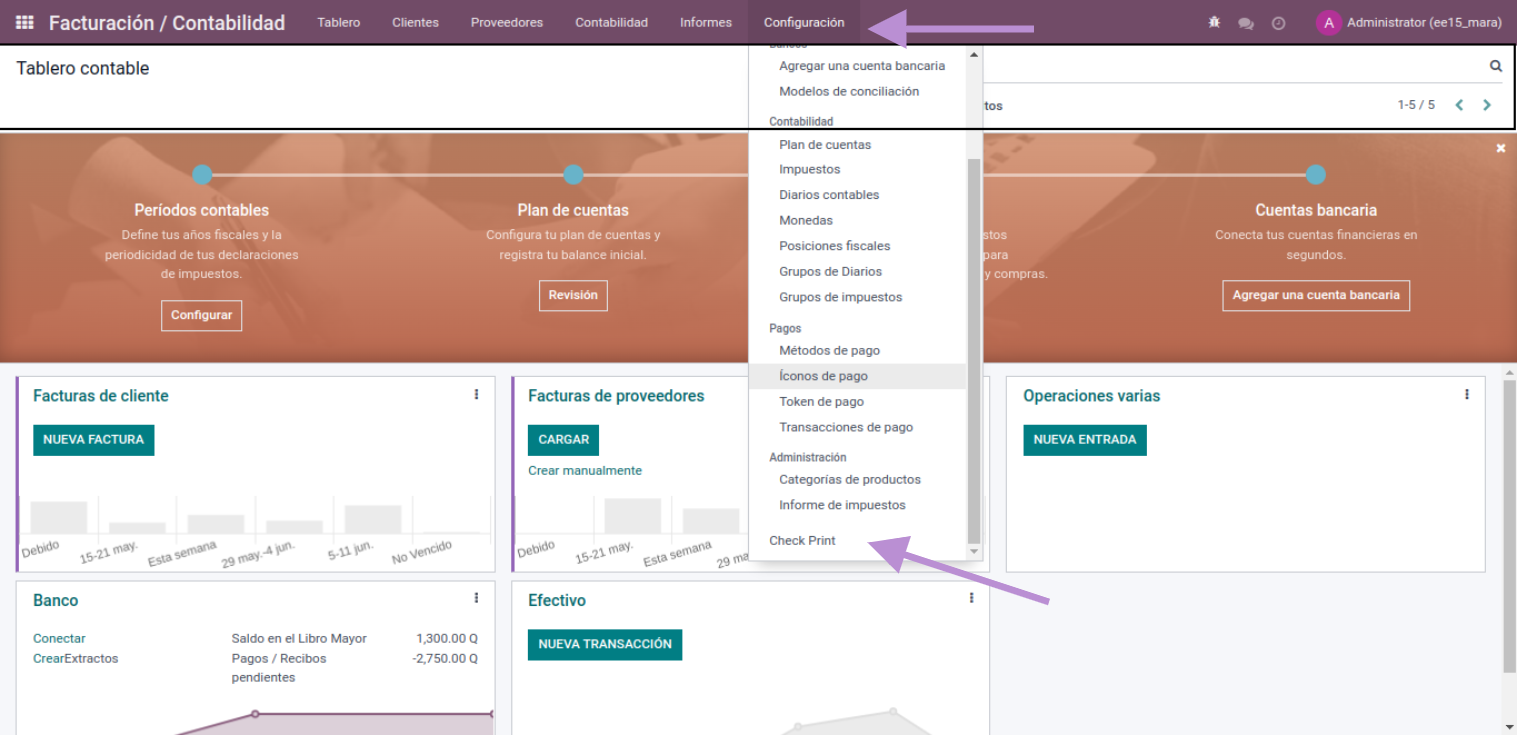 Facturación / Contabilidad Tablero Clientes Proveedores Contabilidad Informes Configuración A Administrator (ee15_mara)
Tablero contable
1-5 / 5
Agregar una cuenta bancaria
Modelos de conciliación
Contabilidad
Plan de cuentas
Impuestos
Diarios contables
Monedas
Posiciones fiscales
Grupos de Diarios
Grupos de impuestos
Pagos
Métodos de pago
Íconos de pago
Token de pago
Transacciones de pago
Administración
Categorías de productos
Informe de impuestos
Check Print
Períodos contables
Define tus años fiscales y la
periodicidad de tus declaraciones
de impuestos.
Configurar
Plan de cuentas
Configura tu plan de cuentas y
registra tu balance inicial.
Revisión
para
y compras.
Cuentas bancaria
Conecta tus cuentas financieras en
segundos.
Agregar una cuenta bancaria
Facturas de cliente
NUEVA FACTURA
Debido 15-21 may. Esta semana 29 may.-4 jun. 5-11 jun. No Vencido
Facturas de proveedores
CARGAR
Crear manualmente
Debido 15-21 may. Esta semana 29
Operaciones varias
NUEVA ENTRADA
Banco
Conectar Saldo en el Libro Mayor 1,300.00 Q
CrearExtractos Pagos / Recibos -2,750.00 Q
pendientes
Efectivo
NUEVA TRANSACCIÓN